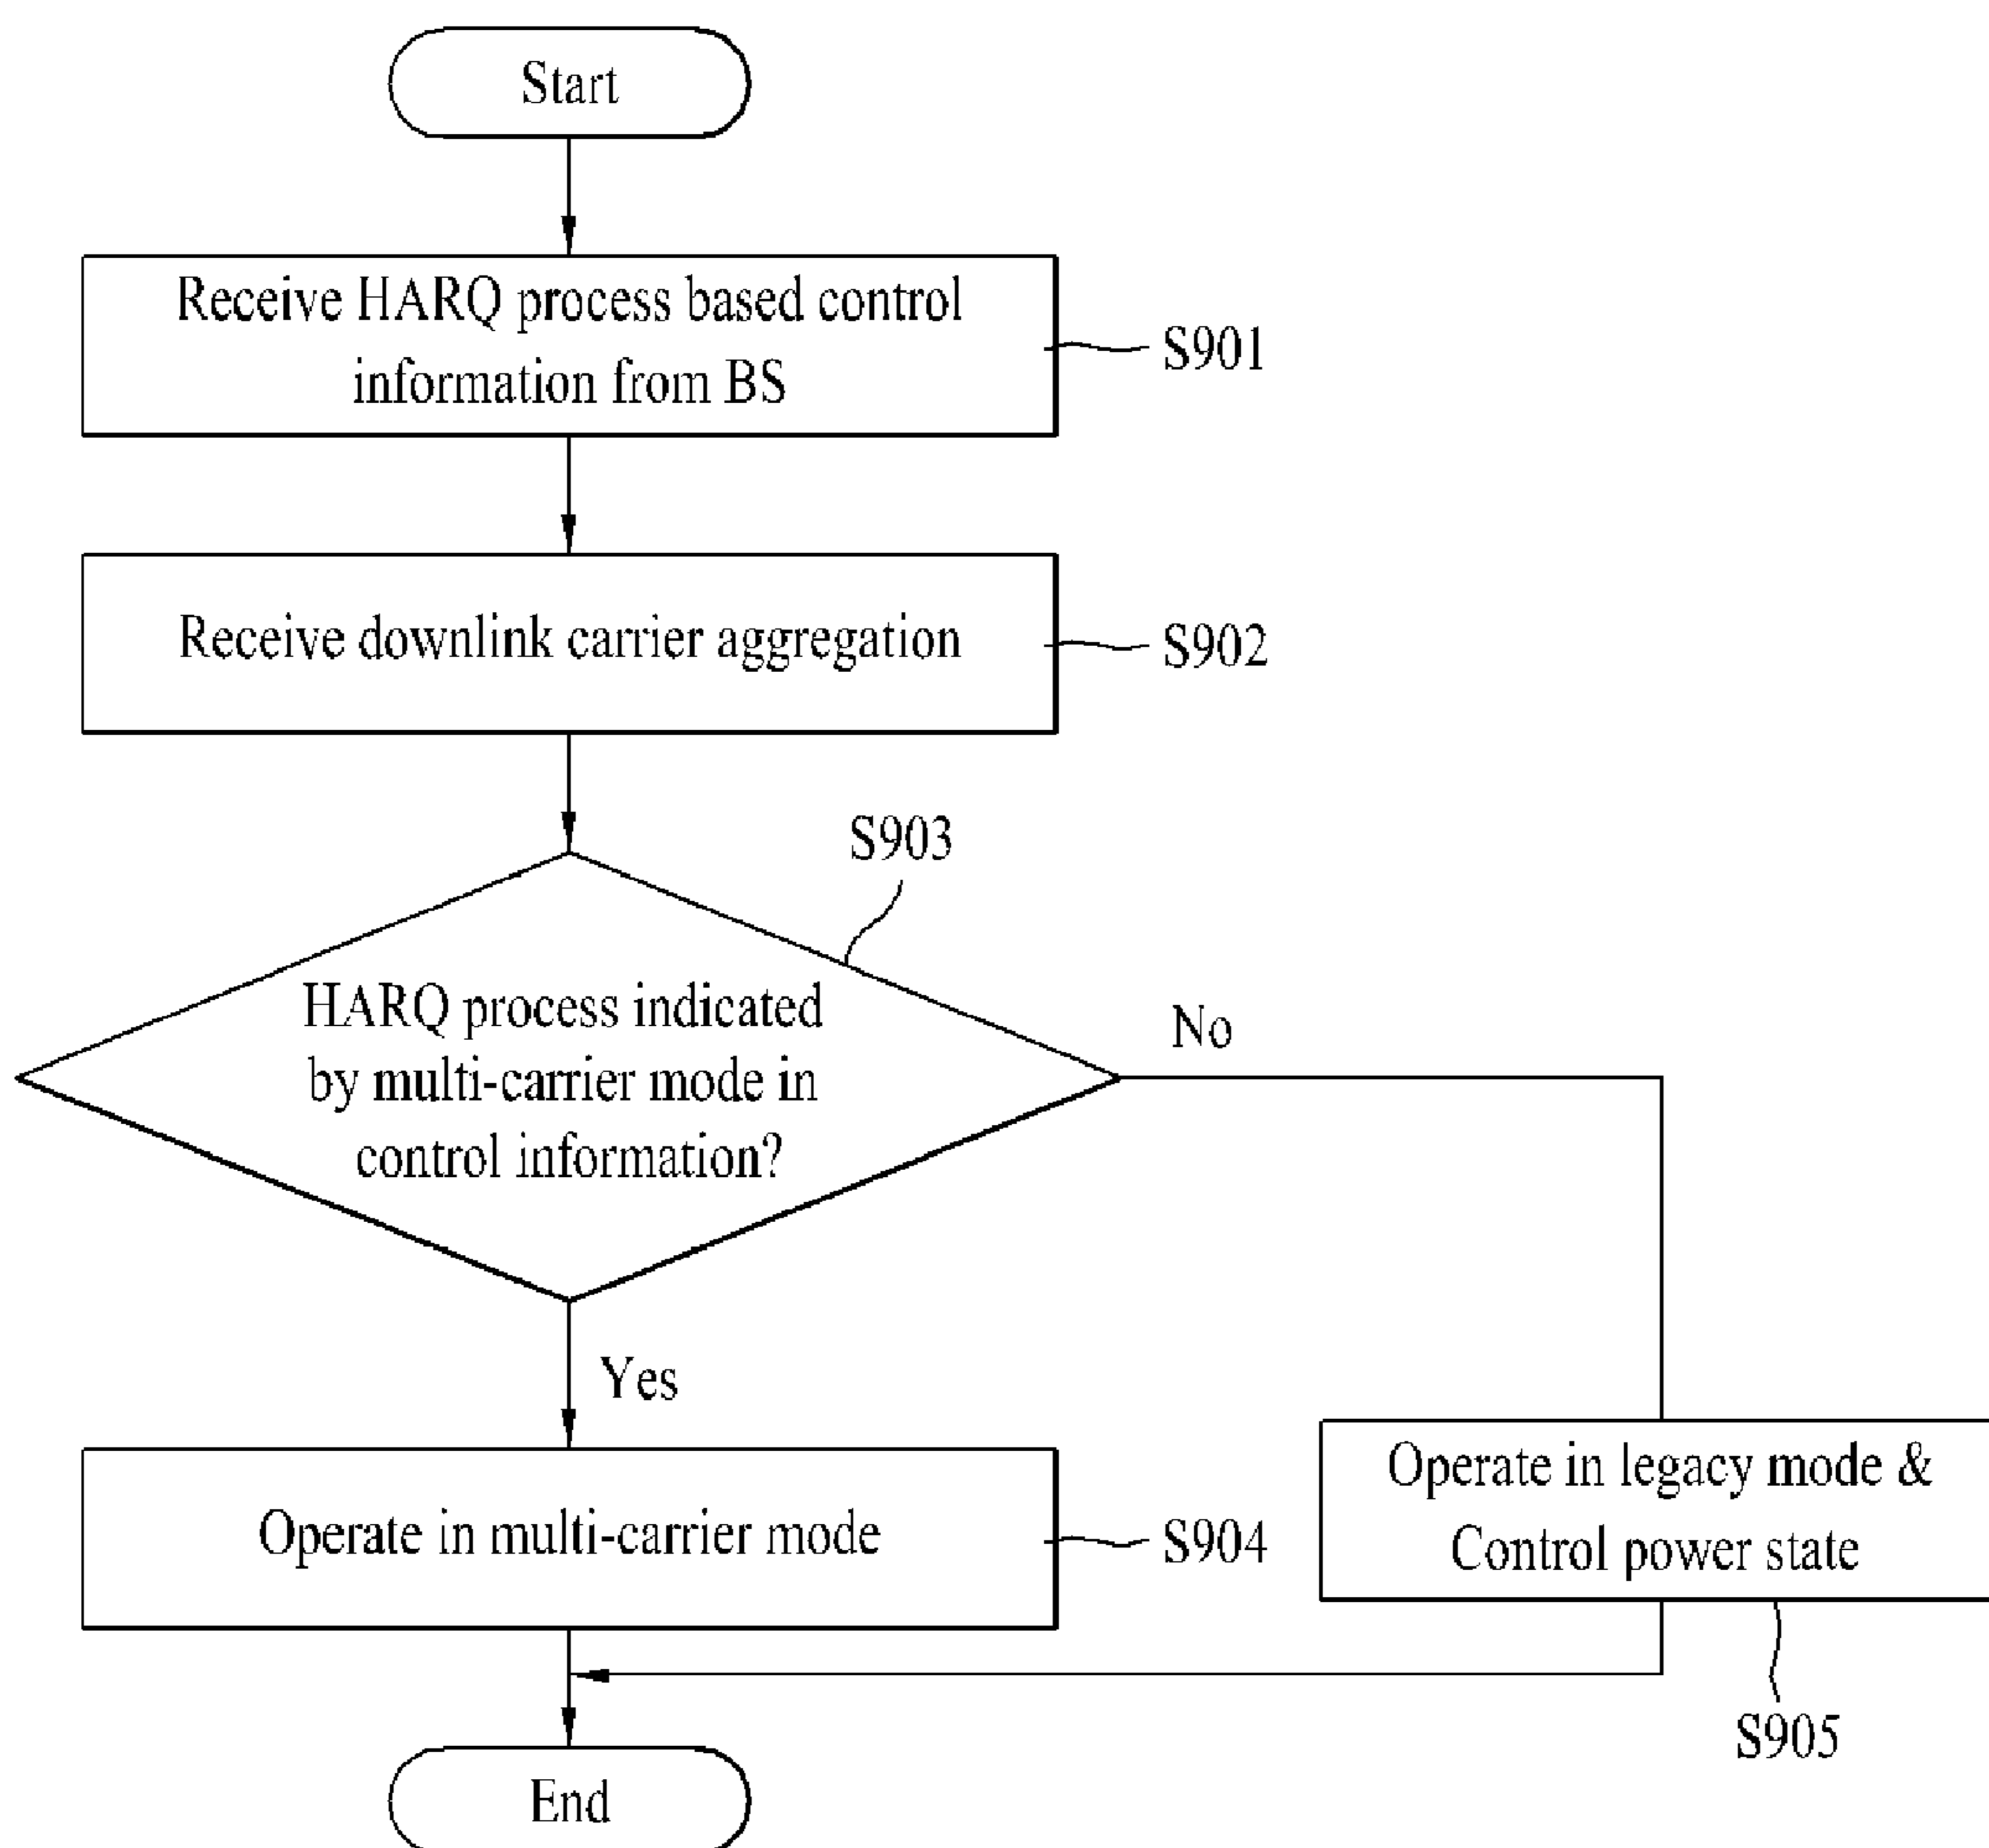 Start
Receive HARQ process based control
information from BS
S901
Receive downlink carrier aggregation
S902
S903
HARQ process indicated
by multi-carrier mode in
control information?
No
Yes
Operate in multi-carrier mode
S904
Operate in legacy mode &
Control power state
S905
End